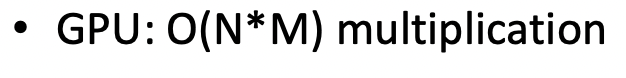 • GPU: O(N*M) multiplication